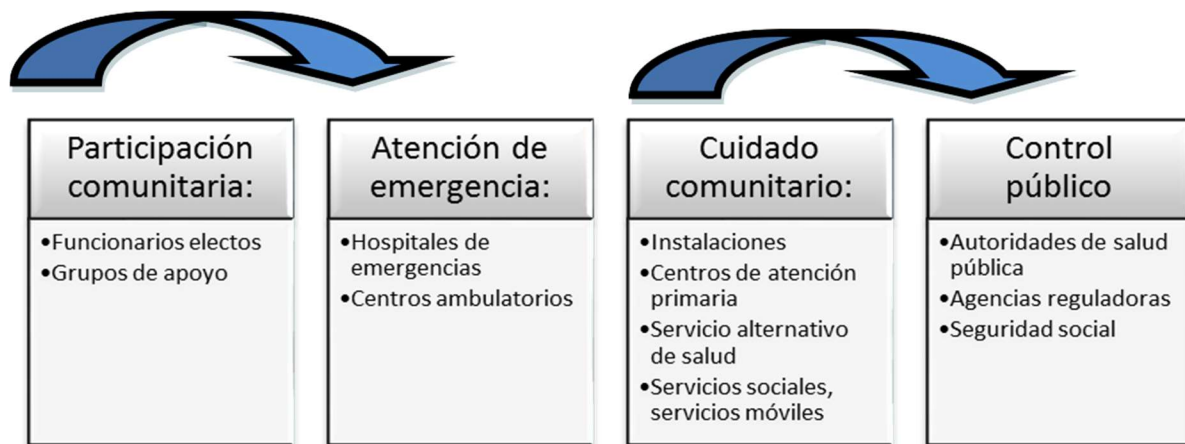 Participación
comunitaria:
•Funcionarios electos
•Grupos de apoyo
Atención de
emergencia:
•Hospitales de
emergencias
•Centros ambulatorios
Cuidado
comunitario:
•Instalaciones
•Centros de atención
primaria
•Servicio alternativo
de salud
•Servicios sociales,
servicios móviles
Control
público
•Autoridades de salud
pública
•Agencias reguladoras
•Seguridad social